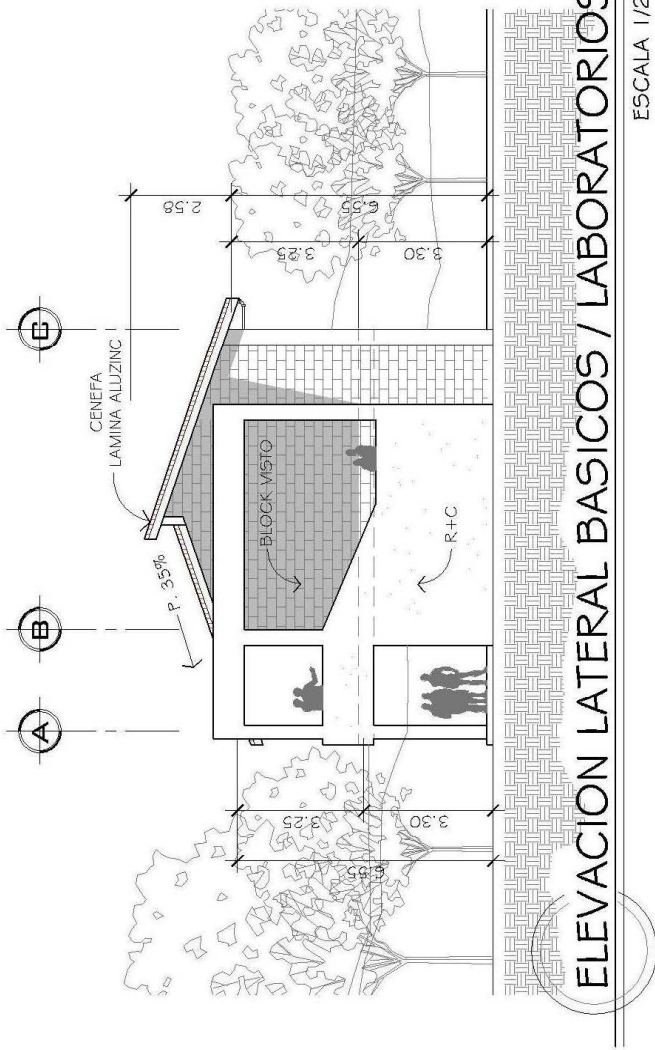 A
B
E
CENEFA
LAMINA ALUZINC
P. 35%
BLOCK VISTO
R+C
2.58
6.55
3.25
3.30
3.25
3.30
6.55
ELEVACION LATERAL BASICOS / LABORATORIOS
ESCALA 1/2